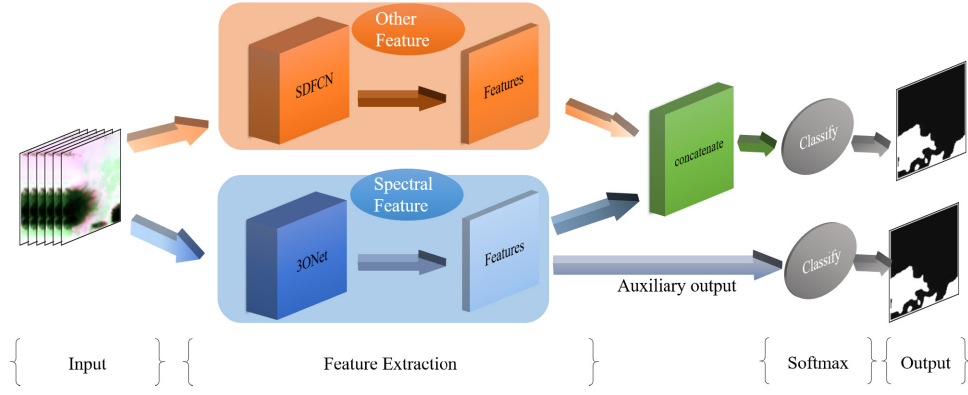 Other
Feature
SDFCN
Features
concatenate
Classify
Spectral
Feature
3ONet
Features
Auxiliary output
Classify
Input
Feature Extraction
Softmax
Output